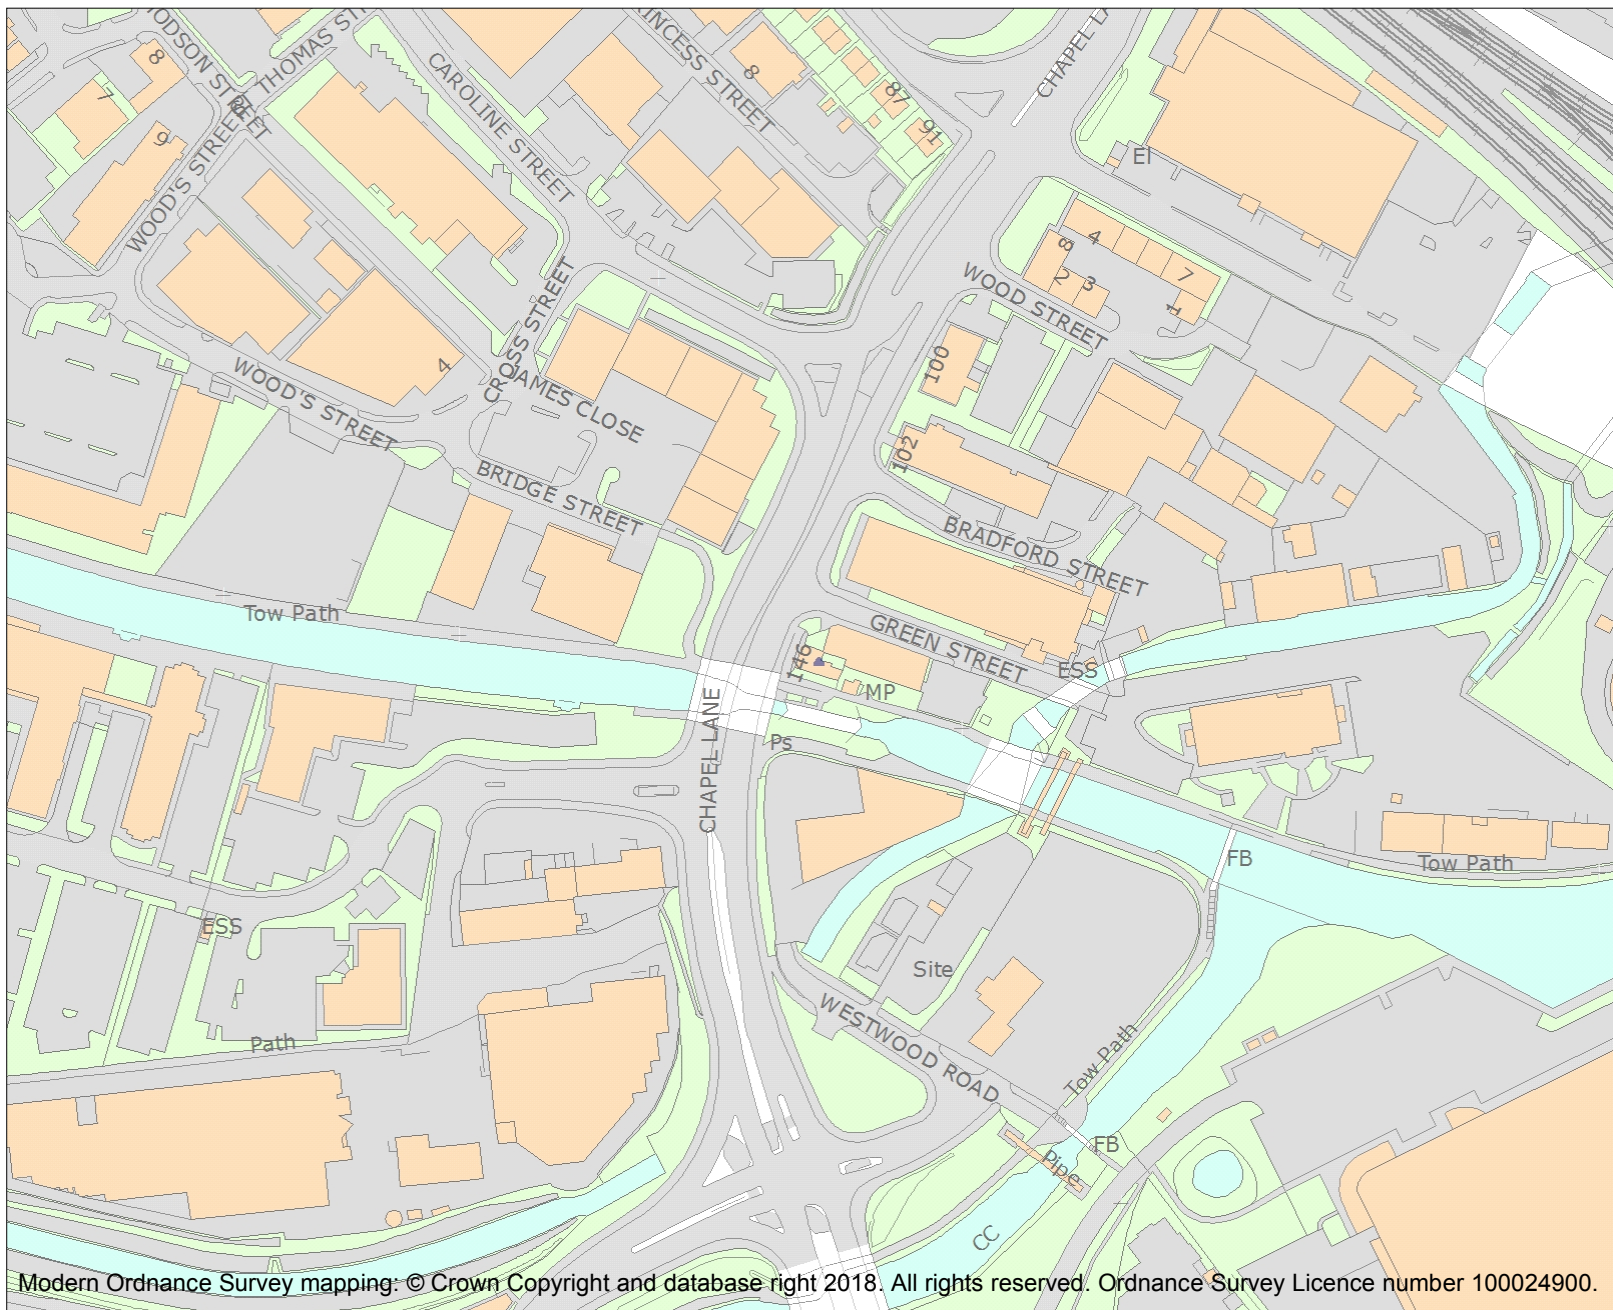 CHAPEL LA
PRINCESS STREET
THOMAS ST
HODSON STREET
CAROLINE STREET
8
8
87
7
91
9
WOOD'S STREET
El
4
8
7
2
3
1
WOOD STREET
CROSS STREET
100
4
WOOD'S STREET
JAMES CLOSE
102
BRIDGE STREET
BRADFORD STREET
Tow Path
GREEN STREET
146
ESS
MP
CHAPEL LANE
Ps
FB
Tow Path
ESS
Site
WESTWOOD ROAD
Path
Tow Path
FB
Pipe
CC
Modern Ordnance Survey mapping: © Crown Copyright and database right 2018. All rights reserved. Ordnance Survey Licence number 100024900.